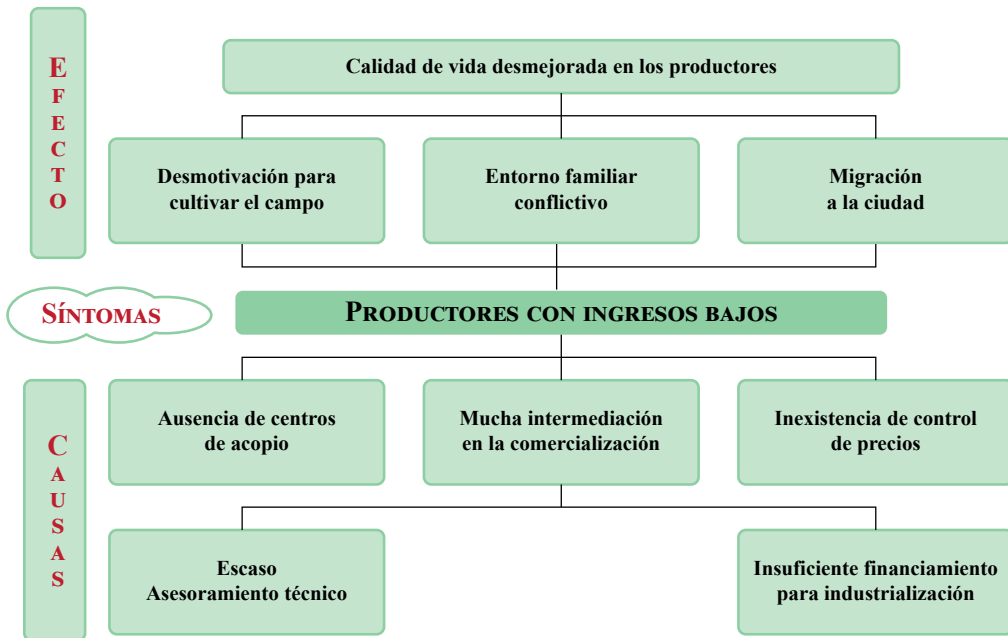 EFECTO
Calidad de vida desmejorada en los productores
Desmotivación para
cultivar el campo
Entorno familiar
conflictivo
Migración
a la ciudad
SÍNTOMAS
PRODUCTORES CON INGRESOS BAJOS
CAUSAS
Ausencia de centros
de acopio
Mucha intermediación
en la comercialización
Inexistencia de control
de precios
Escaso
Asesoramiento técnico
Insuficiente financiamiento
para industrialización